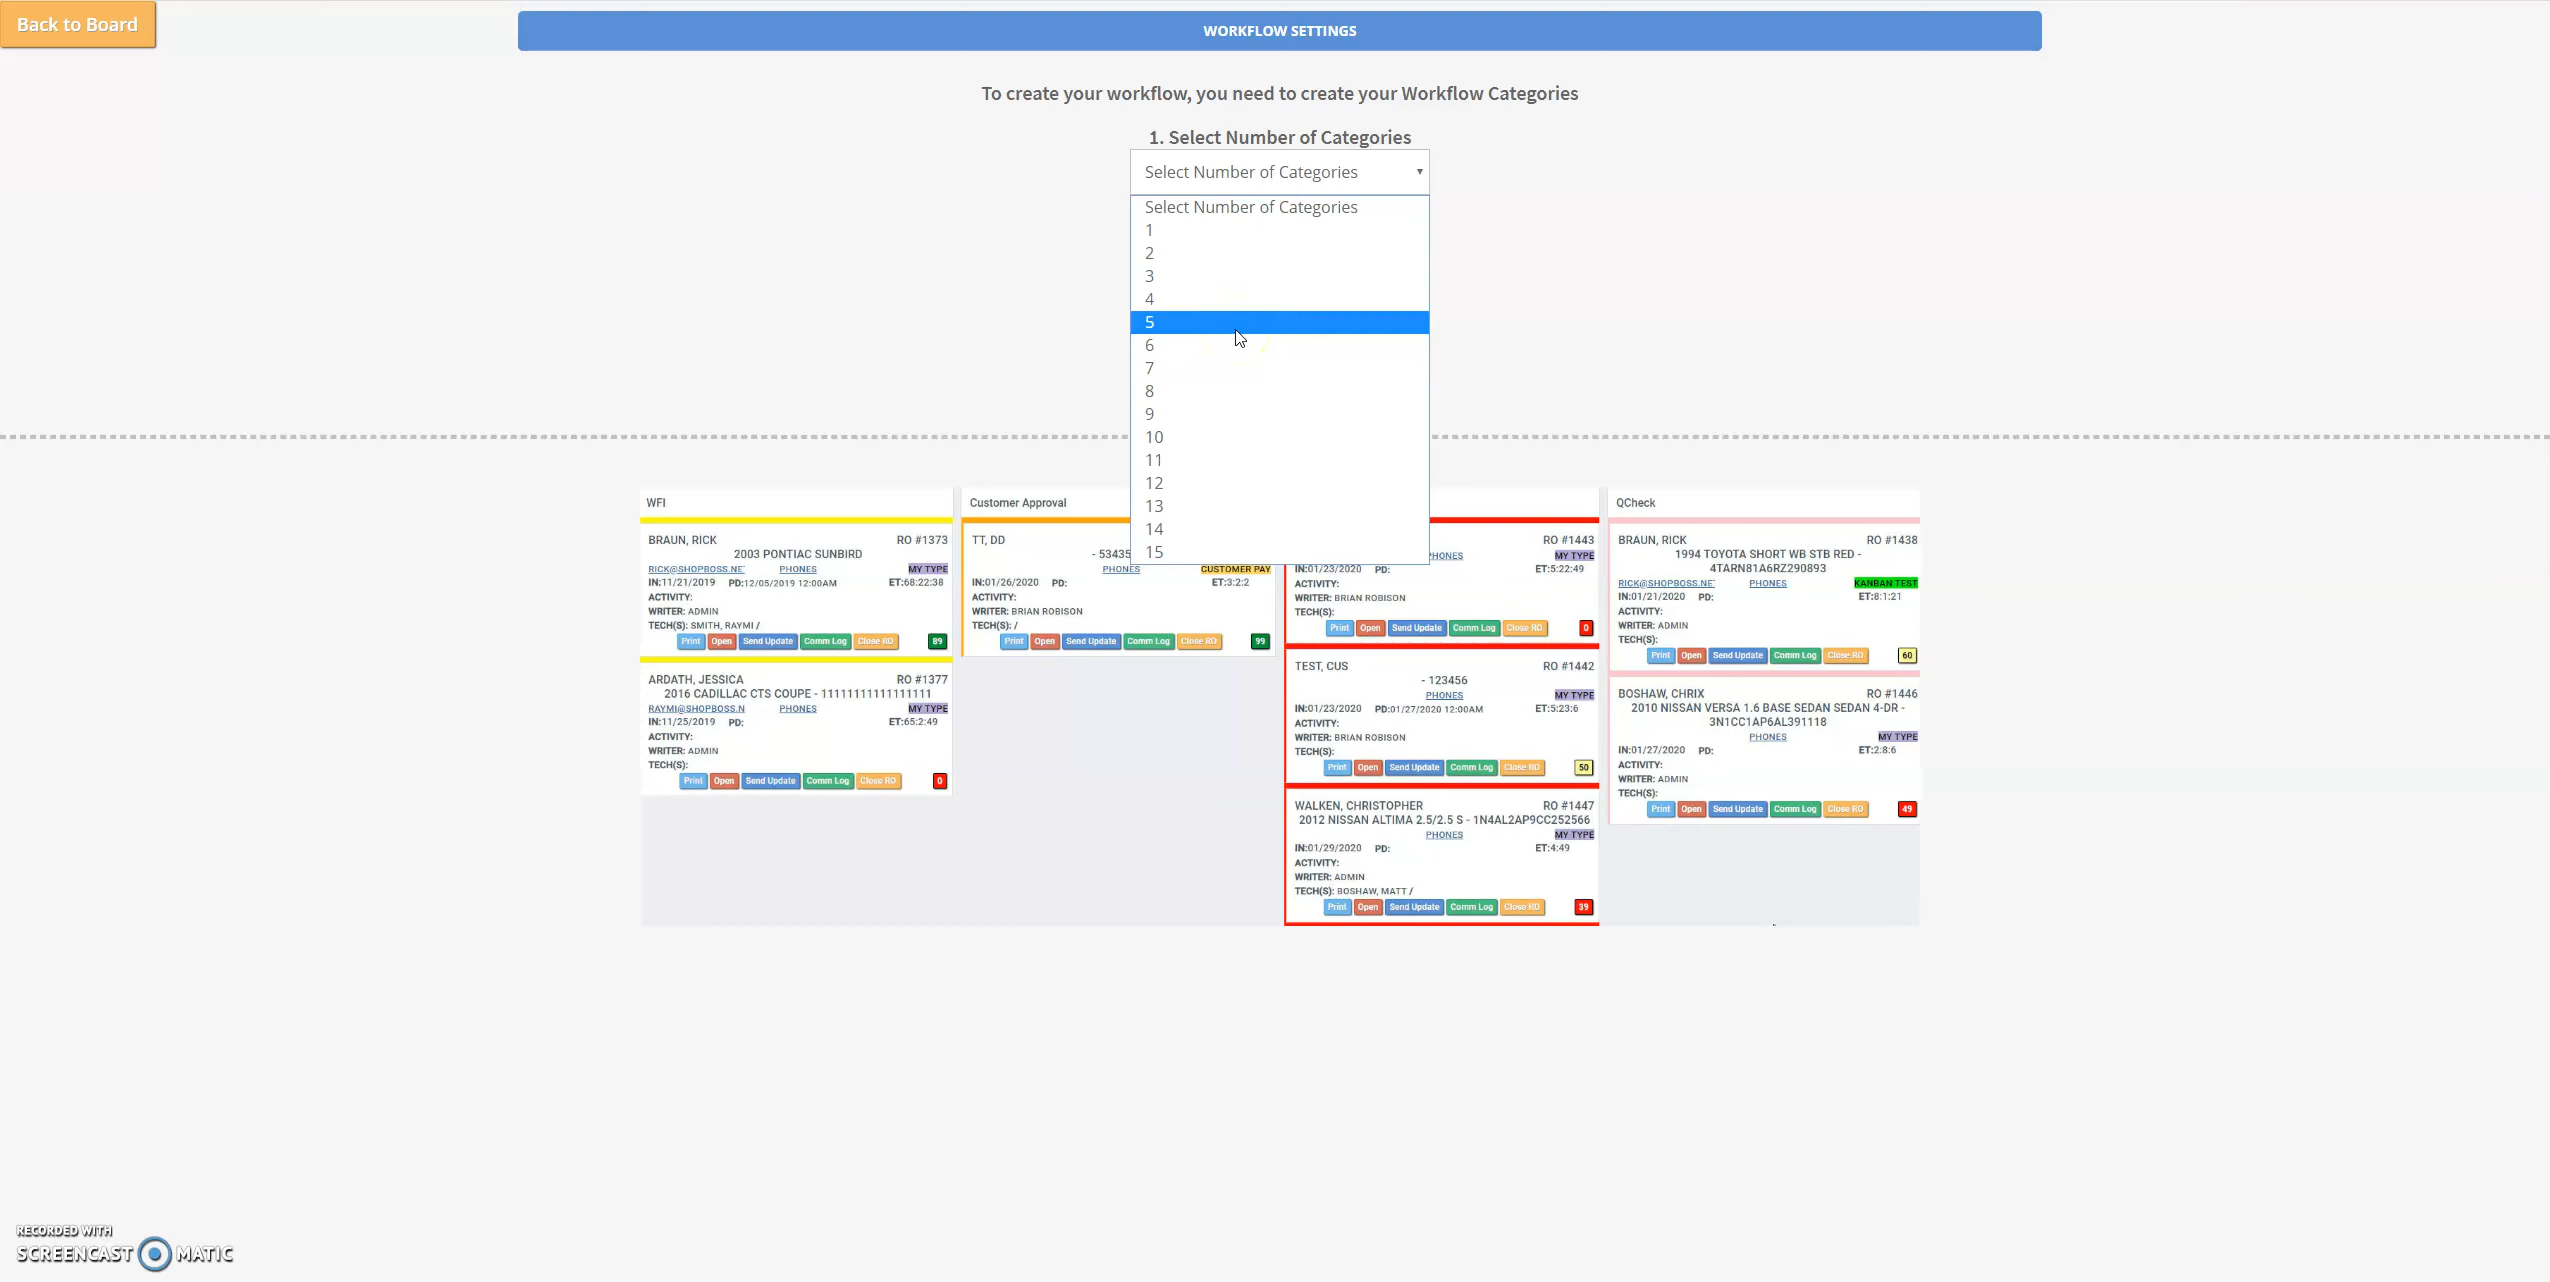 Back to Board
WORKFLOW SETTINGS
To create your workflow, you need to create your Workflow Categories
1. Select Number of Categories
Select Number of Categories
Select Number of Categories
1
2
3
4
5
6
7
8
9
10
11
12
13
14
15
WFI
BRAUN, RICK RO #1373
2003 PONTIAC SUNBIRD
RICK@SHOPBOSS.NE PHONES MY TYPE
IN:11/21/2019 PD:12/05/2019 12:00AM ET:68:22:38
ACTIVITY:
WRITER: ADMIN
TECH(S): SMITH, RAYMI /
Print Open Send Update Comm Log Close RO 89
ARDATH, JESSICA RO #1377
2016 CADILLAC CTS COUPE - 11111111111111111
RAYMI@SHOPBOSS.N PHONES MY TYPE
IN:11/25/2019 PD: ET:65:2:49
ACTIVITY:
WRITER: ADMIN
TECH(S):
Print Open Send Update Comm Log Close RO 0
Customer Approval
TT, DD
- 53435
PHONES CUSTOMER PAY
IN:01/26/2020 PD: ET:3:2:2
ACTIVITY:
WRITER: BRIAN ROBISON
TECH(S): /
Print Open Send Update Comm Log Close RO 99
RO #1443
PHONES MY TYPE
IN:01/23/2020 PD: ET:5:22:49
ACTIVITY:
WRITER: BRIAN ROBISON
TECH(S):
Print Open Send Update Comm Log Close RO 0
TEST, CUS RO #1442
- 123456
PHONES MY TYPE
IN:01/23/2020 PD:01/27/2020 12:00AM ET:5:23:6
ACTIVITY:
WRITER: BRIAN ROBISON
TECH(S):
Print Open Send Update Comm Log Close RO 50
WALKEN, CHRISTOPHER RO #1447
2012 NISSAN ALTIMA 2.5/2.5 S - 1N4AL2AP9CC252566
PHONES MY TYPE
IN:01/29/2020 PD: ET:4:49
ACTIVITY:
WRITER: ADMIN
TECH(S): BOSHAW, MATT /
Print Open Send Update Comm Log Close RO 39
QCheck
BRAUN, RICK RO #1438
1994 TOYOTA SHORT WB STB RED -
4TARN81A6RZ290893
RICK@SHOPBOSS.NE PHONES KANBAN TEST
IN:01/21/2020 PD: ET:8:1:21
ACTIVITY:
WRITER: ADMIN
TECH(S):
Print Open Send Update Comm Log Close RO 60
BOSHAW, CHRIX RO #1446
2010 NISSAN VERSA 1.6 BASE SEDAN SEDAN 4-DR -
3N1CC1AP6AL391118
PHONES MY TYPE
IN:01/27/2020 PD: ET:2:8:6
ACTIVITY:
WRITER: ADMIN
TECH(S):
Print Open Send Update Comm Log Close RO 49
RECORDED WITH
SCREENCAST MATIC